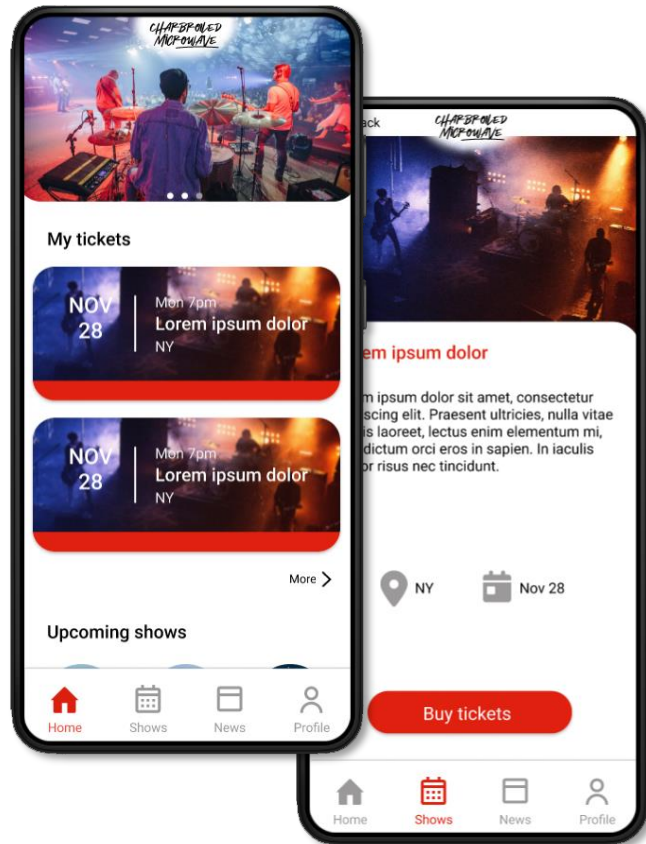 CHARBROILED
MICROWAVE
My tickets
NOV
28
Mon 7pm
Lorem ipsum dolor
NY
NOV
28
Mon 7pm
Lorem ipsum dolor
NY
More
Upcoming shows
Home
Shows
News
Profile
ack
CHARBROILED
MICROWAVE
em ipsum dolor
m ipsum dolor sit amet, consectetur
scing elit. Praesent ultricies, nulla vitae
is laoreet, lectus enim elementum mi,
dictum orci eros in sapien. In iaculis
or risus nec tincidunt.
NY
Nov 28
Buy tickets
Home
Shows
News
Profile